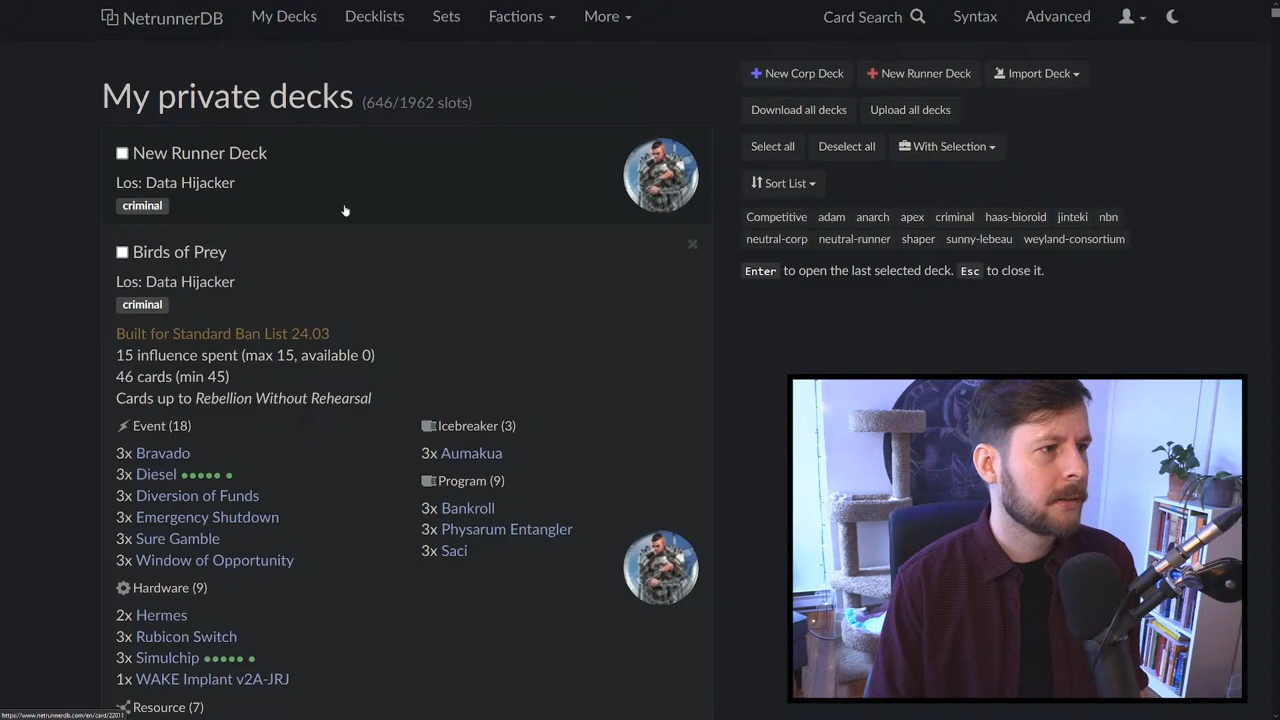 NetrunnerDB My Decks Decklists Sets Factions More Card Search Syntax Advanced
My private decks (646/1962 slots)
New Runner Deck
Los: Data Hijacker
criminal
Birds of Prey
Los: Data Hijacker
criminal
Built for Standard Ban List 24.03
15 influence spent (max 15, available 0)
46 cards (min 45)
Cards up to Rebellion Without Rehearsal
Event (18)
3x Bravado
3x Diesel
3x Diversion of Funds
3x Emergency Shutdown
3x Sure Gamble
3x Window of Opportunity
Hardware (9)
2x Hermes
3x Rubicon Switch
3x Simulchip
1x WAKE Implant v2A-JRJ
Resource (7)
Icebreaker (3)
3x Aumakua
Program (9)
3x Bankroll
3x Physarum Entangler
3x Saci
New Corp Deck New Runner Deck Import Deck
Download all decks Upload all decks
Select all Deselect all With Selection
Sort List
Competitive adam anarch apex criminal haas-bioroid jinteki nbn
neutral-corp neutral-runner shaper sunny-lebeau weyland-consortium
Enter to open the last selected deck. Esc to close it.
https://www.netrunnerdb.com/en/card/22011